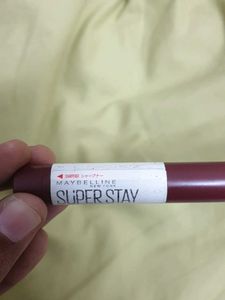 シャープナー
MAYBELLINE
NEW YORK
SUPER STAY